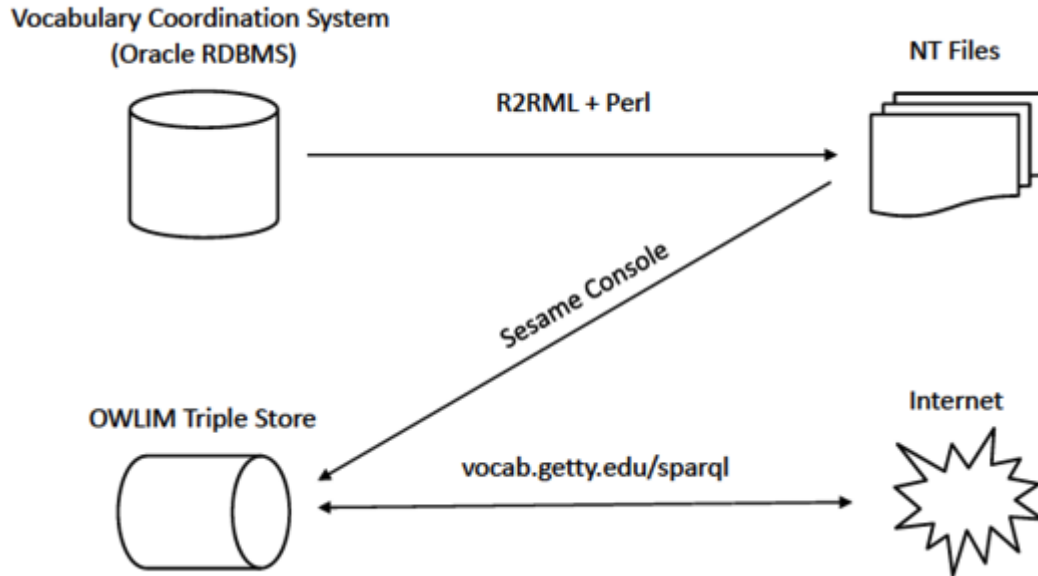 Vocabulary Coordination System
(Oracle RDBMS)
NT Files
R2RML + Perl
Sesame Console
OWLIM Triple Store
Internet
vocab.getty.edu/sparql